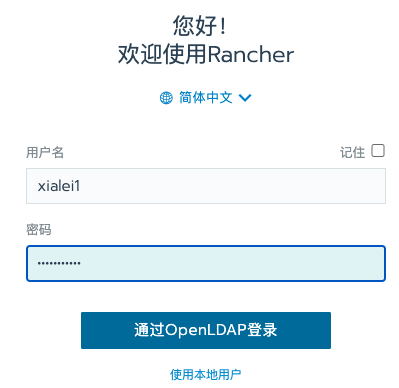 您好！
欢迎使用Rancher
简体中文
用户名 记住
xialei1
密码
•••••••••••
通过OpenLDAP登录
使用本地用户